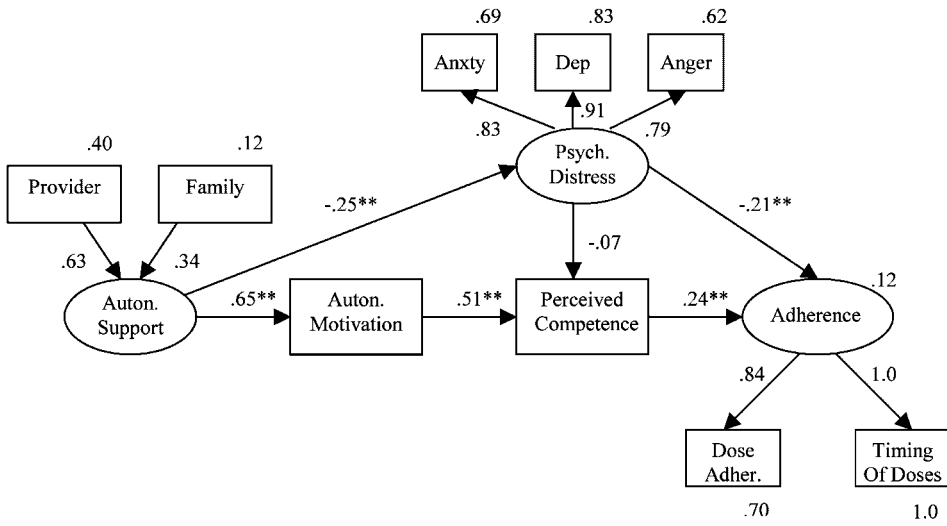 .69
.83
.62
Anxty
Dep
Anger
.83
.91
.79
.40
.12
Provider
Family
Psych.
Distress
-.25**
-.21**
.63
.34
-.07
.12
Auton.
Support
.65**
Auton.
Motivation
.51**
Perceived
Competence
.24**
Adherence
.84
1.0
Dose
Adher.
Timing
Of Doses
.70
1.0